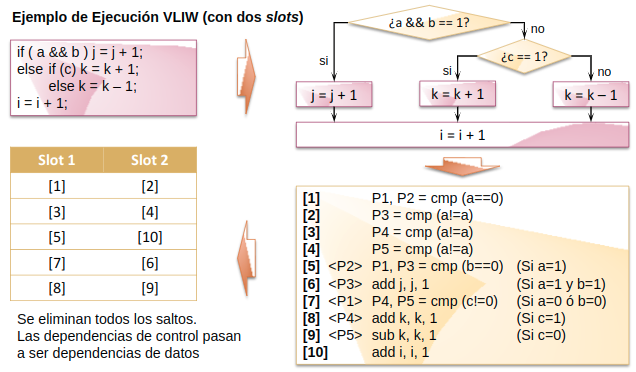 Ejemplo de Ejecución VLIW (con dos slots)
if ( a && b ) j = j + 1;
else if (c) k = k + 1;
else k = k – 1;
i = i + 1;
¿a && b == 1?
no
si
¿c == 1?
si
no
j = j + 1
k = k + 1
k = k – 1
i = i + 1
Slot 1 Slot 2
[1] [2]
[3] [4]
[5] [10]
[7] [6]
[8] [9]
[1] P1, P2 = cmp (a==0)
[2] P3 = cmp (a!=a)
[3] P4 = cmp (a!=a)
[4] P5 = cmp (a!=a)
[5] <P2> P1, P3 = cmp (b==0) (Si a=1)
[6] <P3> add j, j, 1 (Si a=1 y b=1)
[7] <P1> P4, P5 = cmp (c!=0) (Si a=0 ó b=0)
[8] <P4> add k, k, 1 (Si c=1)
[9] <P5> sub k, k, 1 (Si c=0)
[10] add i, i, 1
Se eliminan todos los saltos.
Las dependencias de control pasan
a ser dependencias de datos